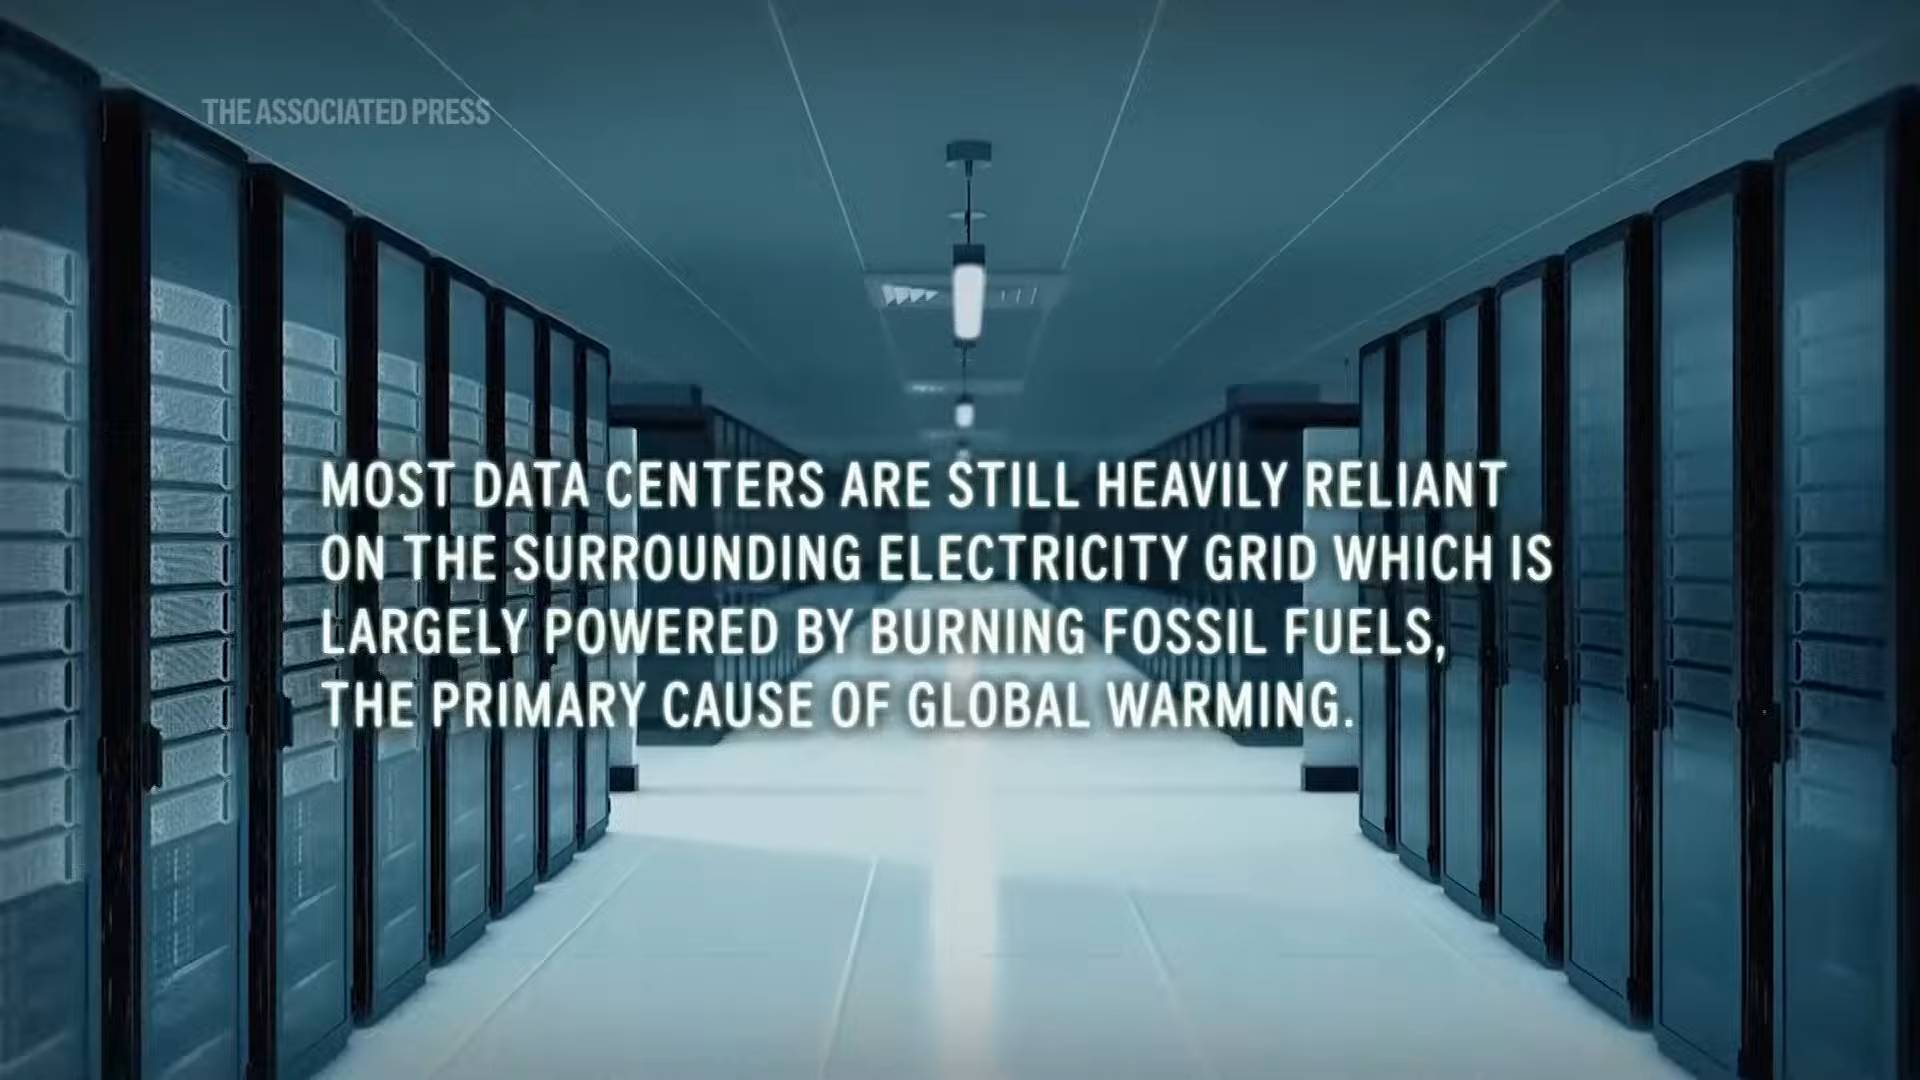 THE ASSOCIATED PRESS
MOST DATA CENTERS ARE STILL HEAVILY RELIANT
ON THE SURROUNDING ELECTRICITY GRID WHICH IS
LARGELY POWERED BY BURNING FOSSIL FUELS,
THE PRIMARY CAUSE OF GLOBAL WARMING.